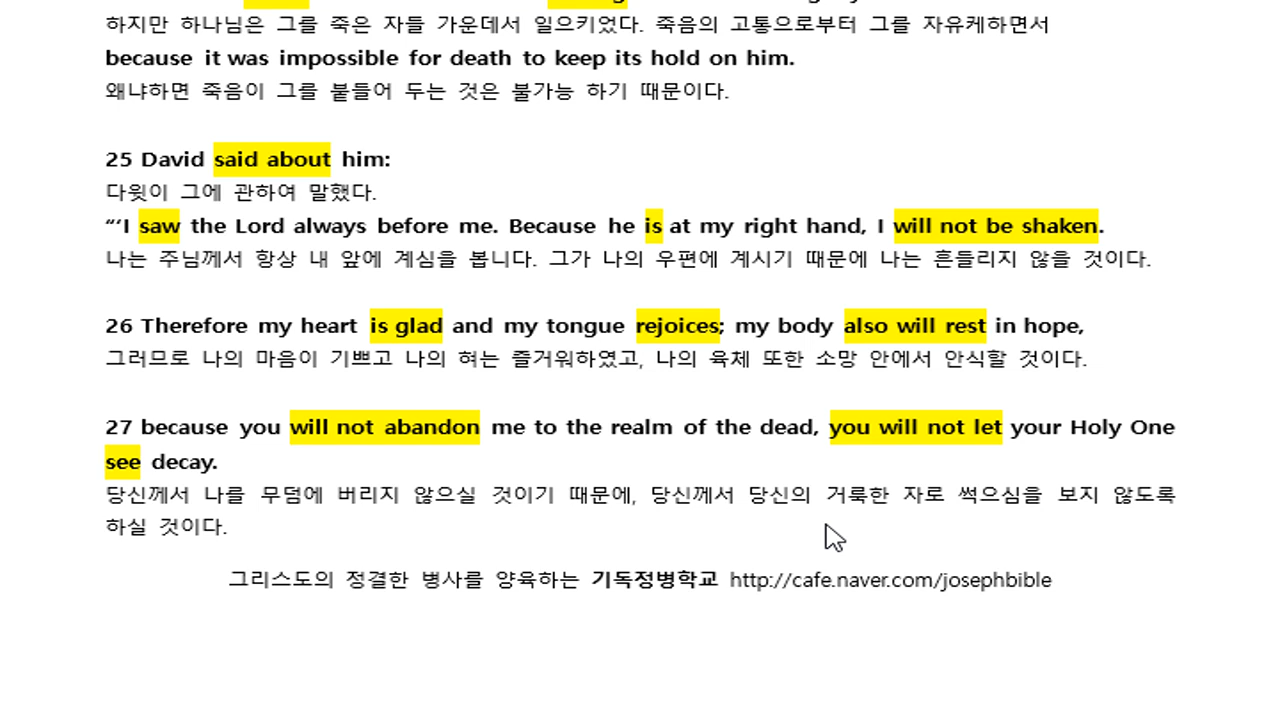 하지만 하나님은 그를 죽은 자들 가운데서 일으키었다. 죽음의 고통으로부터 그를 자유케하면서
because it was impossible for death to keep its hold on him.
왜냐하면 죽음이 그를 붙들어 두는 것은 불가능 하기 때문이다.
25 David said about him:
다윗이 그에 관하여 말했다.
“‘I saw the Lord always before me. Because he is at my right hand, I will not be shaken.
나는 주님께서 항상 내 앞에 계심을 봅니다. 그가 나의 우편에 계시기 때문에 나는 흔들리지 않을 것이다.
26 Therefore my heart is glad and my tongue rejoices; my body also will rest in hope,
그러므로 나의 마음이 기쁘고 나의 혀는 즐거워하였고, 나의 육체 또한 소망 안에서 안식할 것이다.
27 because you will not abandon me to the realm of the dead, you will not let your Holy One
see decay.
당신께서 나를 무덤에 버리지 않으실 것이기 때문에, 당신께서 당신의 거룩한 자로 썩으심을 보지 않도록
하실 것이다.
그리스도의 정결한 병사를 양육하는 기독정병학교 http://cafe.naver.com/josephbible